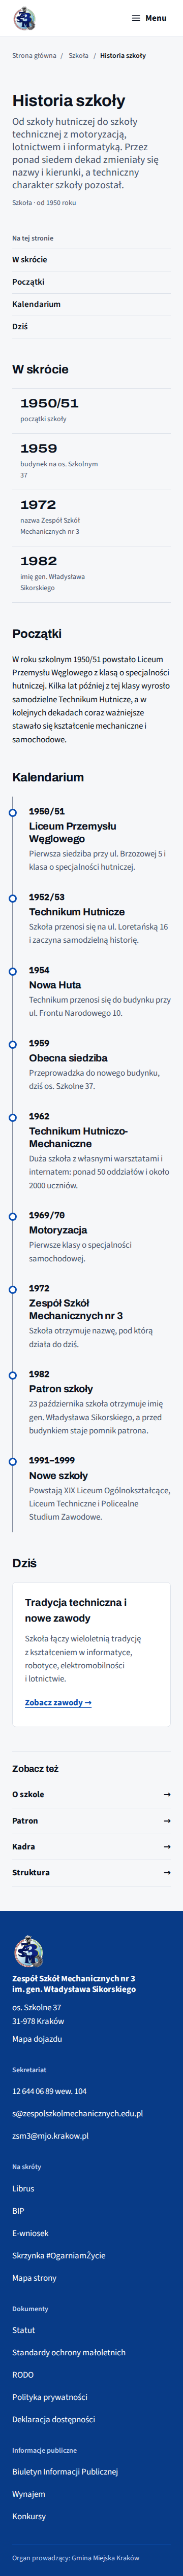 Menu
Strona główna / Szkoła / Historia szkoły
Historia szkoły
Od szkoły hutniczej do szkoły
technicznej z motoryzacją,
lotnictwem i informatyką. Przez
ponad siedem dekad zmieniały się
nazwy i kierunki, a techniczny
charakter szkoły pozostał.
Szkoła · od 1950 roku
Na tej stronie
W skrócie
Początki
Kalendarium
Dziś
W skrócie
1950/51
początki szkoły
1959
budynek na os. Szkolnym
37
1972
nazwa Zespół Szkół
Mechanicznych nr 3
1982
imię gen. Władysława
Sikorskiego
Początki
W roku szkolnym 1950/51 powstało Liceum
Przemysłu Węglowego z klasą o specjalności
hutniczej. Kilka lat później z tej klasy wyrosło
samodzielne Technikum Hutnicze, a w
kolejnych dekadach coraz ważniejsze
stawało się kształcenie mechaniczne i
samochodowe.
Kalendarium
1950/51
Liceum Przemysłu
Węglowego
Pierwsza siedziba przy ul. Brzozowej 5 i
klasa o specjalności hutniczej.
1952/53
Technikum Hutnicze
Szkoła przenosi się na ul. Loretańską 16
i zaczyna samodzielną historię.
1954
Nowa Huta
Technikum przenosi się do budynku przy
ul. Frontu Narodowego 10.
1959
Obecna siedziba
Przeprowadzka do nowego budynku,
dziś os. Szkolne 37.
1962
Technikum Hutniczo-
Mechaniczne
Duża szkoła z własnymi warsztatami i
internatem: ponad 50 oddziałów i około
2000 uczniów.
1969/70
Motoryzacja
Pierwsze klasy o specjalności
samochodowej.
1972
Zespół Szkół
Mechanicznych nr 3
Szkoła otrzymuje nazwę, pod którą
działa do dziś.
1982
Patron szkoły
23 października szkoła otrzymuje imię
gen. Władysława Sikorskiego, a przed
budynkiem staje pomnik patrona.
1991–1999
Nowe szkoły
Powstają XIX Liceum Ogólnokształcące,
Liceum Techniczne i Policealne
Studium Zawodowe.
Dziś
Tradycja techniczna i
nowe zawody
Szkoła łączy wieloletnią tradycję
z kształceniem w informatyce,
robotyce, elektromobilności
i lotnictwie.
Zobacz zawody →
Zobacz też
O szkole →
Patron →
Kadra →
Struktura →
Zespół Szkół Mechanicznych nr 3
im. gen. Władysława Sikorskiego
os. Szkolne 37
31-978 Kraków
Mapa dojazdu
Sekretariat
12 644 06 89 wew. 104
s@zespolszkolmechanicznych.edu.pl
zsm3@mjo.krakow.pl
Na skróty
Librus
BIP
E-wniosek
Skrzynka #OgarniamŻycie
Mapa strony
Dokumenty
Statut
Standardy ochrony małoletnich
RODO
Polityka prywatności
Deklaracja dostępności
Informacje publiczne
Biuletyn Informacji Publicznej
Wynajem
Konkursy
Organ prowadzący: Gmina Miejska Kraków